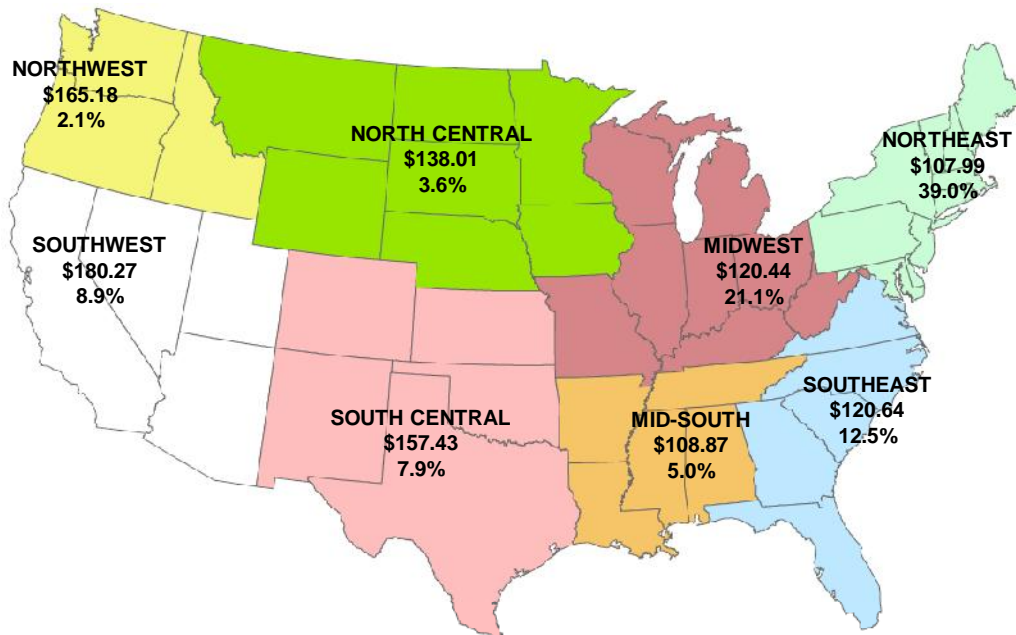 NORTHWEST
$165.18
2.1%
NORTH CENTRAL
$138.01
3.6%
NORTHEAST
$107.99
39.0%
SOUTHWEST
$180.27
8.9%
MIDWEST
$120.44
21.1%
SOUTH CENTRAL
$157.43
7.9%
MID-SOUTH
$108.87
5.0%
SOUTHEAST
$120.64
12.5%